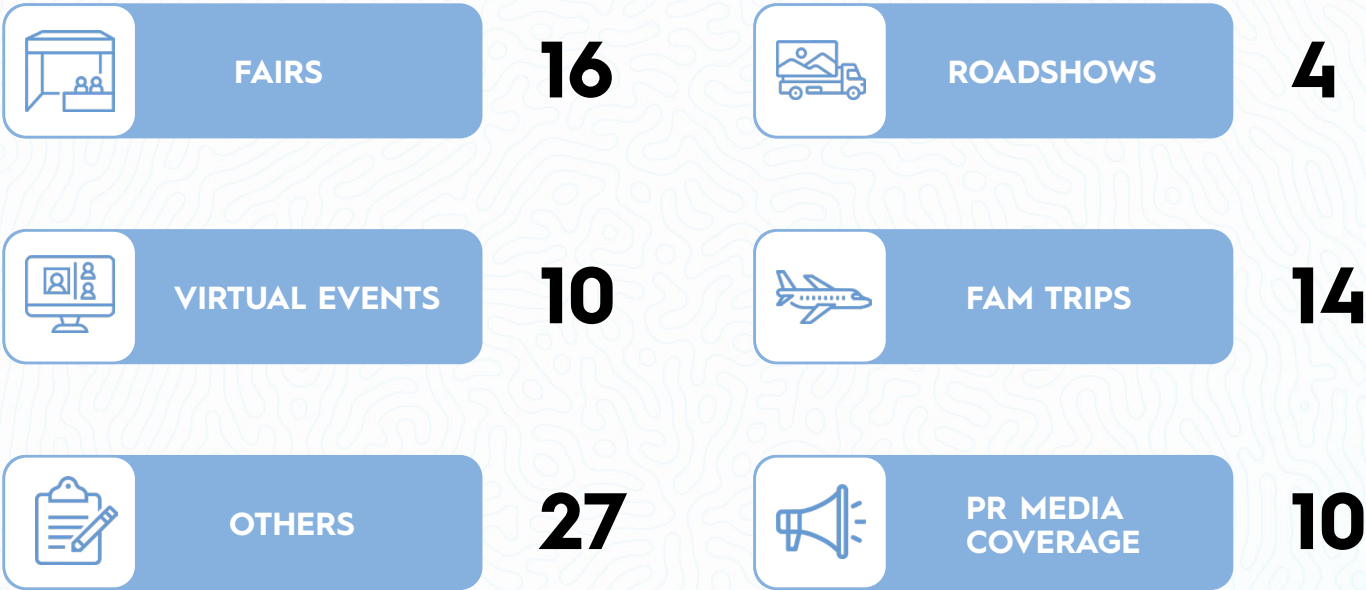 FAIRS
16
ROADSHOWS
4
VIRTUAL EVENTS
10
FAM TRIPS
14
OTHERS
27
PR MEDIA
COVERAGE
10